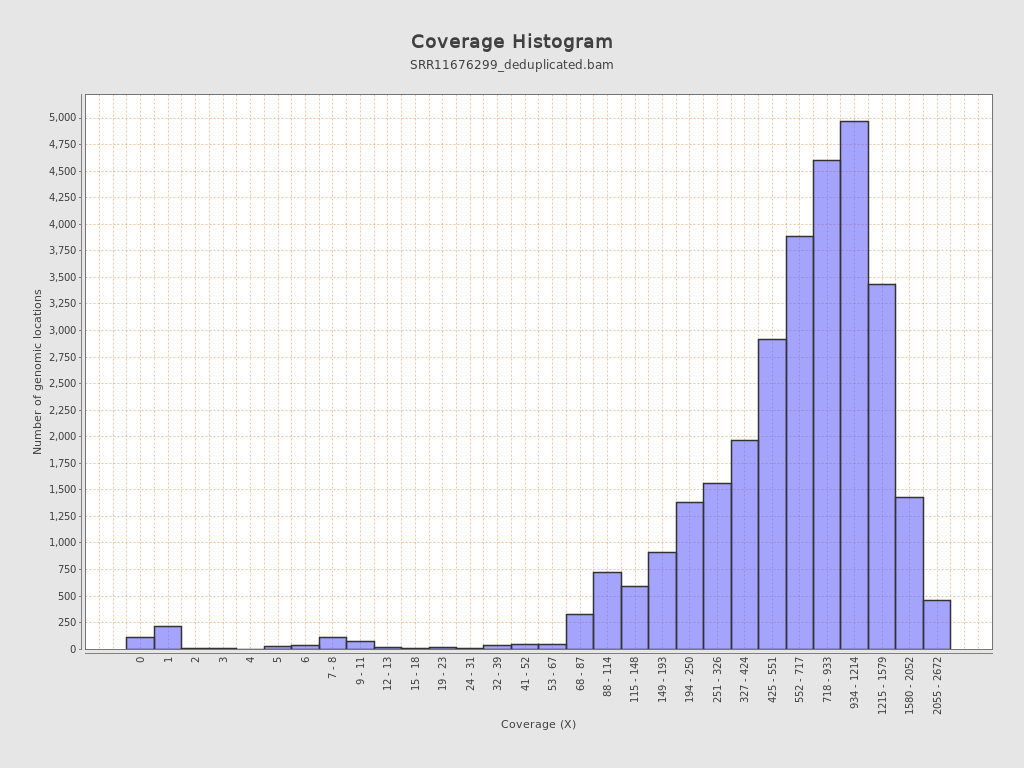 Coverage Histogram
SRR11676299_deduplicated.bam
Number of genomic locations
5,000
4,750
4,500
4,250
4,000
3,750
3,500
3,250
3,000
2,750
2,500
2,250
2,000
1,750
1,500
1,250
1,000
750
500
250
0
0
1
2
3
4
5
6
7 - 8
9 - 11
12 - 13
15 - 18
19 - 23
24 - 31
32 - 39
41 - 52
53 - 67
68 - 87
88 - 114
115 - 148
149 - 193
194 - 250
251 - 326
327 - 424
425 - 551
552 - 717
718 - 933
934 - 1214
1215 - 1579
1580 - 2052
2055 - 2672
Coverage (X)